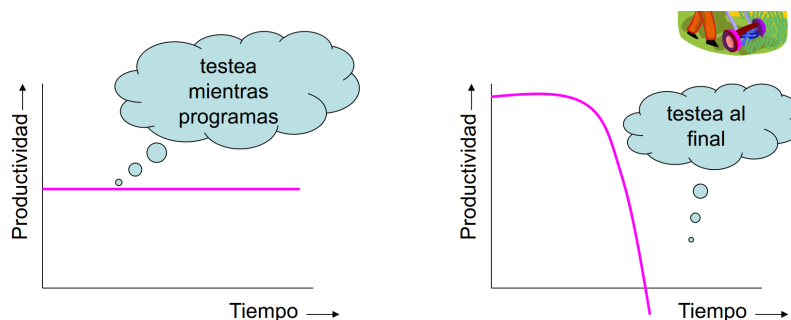 testea
mientras
programas
Productividad
Tiempo
testea al
final
Productividad
Tiempo